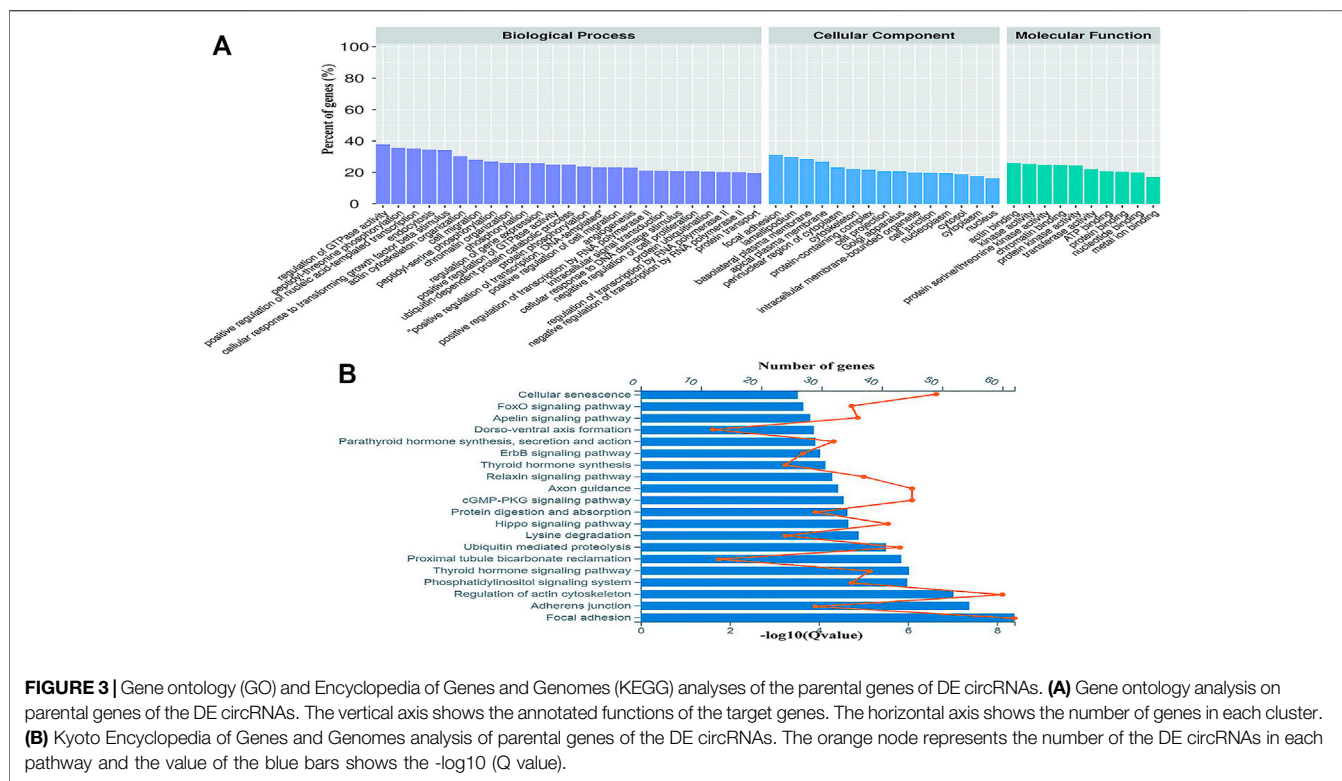 A
Biological Process
Cellular Component
Molecular Function
Percent of genes (%)
100
80
60
40
20
0
regulation of GTPase activity
peptidyl-threonine phosphorylation
positive regulation of nucleic acid-templated transcription
endocytosis
cellular response to transforming growth factor beta stimulus
actin cytoskeleton organization
cell migration
peptidyl-serine phosphorylation
chromatin organization
phosphorylation
regulation of gene expression
positive regulation of GTPase activity
ubiquitin-dependent protein catabolic process
protein phosphorylation
"positive regulation of transcription, DNA-templated"
positive regulation of cell migration
angiogenesis
positive regulation of transcription by RNA polymerase II
intracellular signal transduction
cellular response to DNA damage stimulus
negative regulation of cell proliferation
protein ubiquitination
regulation of transcription by RNA polymerase II
negative regulation of transcription by RNA polymerase II
protein transport
focal adhesion
lamellipodium
basolateral plasma membrane
apical plasma membrane
perinuclear region of cytoplasm
cytoskeleton
protein-containing complex
cell projection
Golgi apparatus
intracellular membrane-bounded organelle
cell junction
nucleoplasm
cytosol
cytoplasm
nucleus
actin binding
kinase activity
chromatin binding
protein serine/threonine kinase activity
protein kinase activity
transferase activity
ATP binding
protein binding
nucleotide binding
metal ion binding
B
Number of genes
0 10 20 30 40 50 60
Cellular senescence
FoxO signaling pathway
Apelin signaling pathway
Dorso-ventral axis formation
Parathyroid hormone synthesis, secretion and action
ErbB signaling pathway
Thyroid hormone synthesis
Relaxin signaling pathway
Axon guidance
cGMP-PKG signaling pathway
Protein digestion and absorption
Hippo signaling pathway
Lysine degradation
Ubiquitin mediated proteolysis
Proximal tubule bicarbonate reclamation
Thyroid hormone signaling pathway
Phosphatidylinositol signaling system
Regulation of actin cytoskeleton
Adherens junction
Focal adhesion
0 2 4 6 8
-log10(Qvalue)
FIGURE 3 | Gene ontology (GO) and Encyclopedia of Genes and Genomes (KEGG) analyses of the parental genes of DE circRNAs. (A) Gene ontology analysis on
parental genes of the DE circRNAs. The vertical axis shows the annotated functions of the target genes. The horizontal axis shows the number of genes in each cluster.
(B) Kyoto Encyclopedia of Genes and Genomes analysis of parental genes of the DE circRNAs. The orange node represents the number of the DE circRNAs in each
pathway and the value of the blue bars shows the -log10 (Q value).